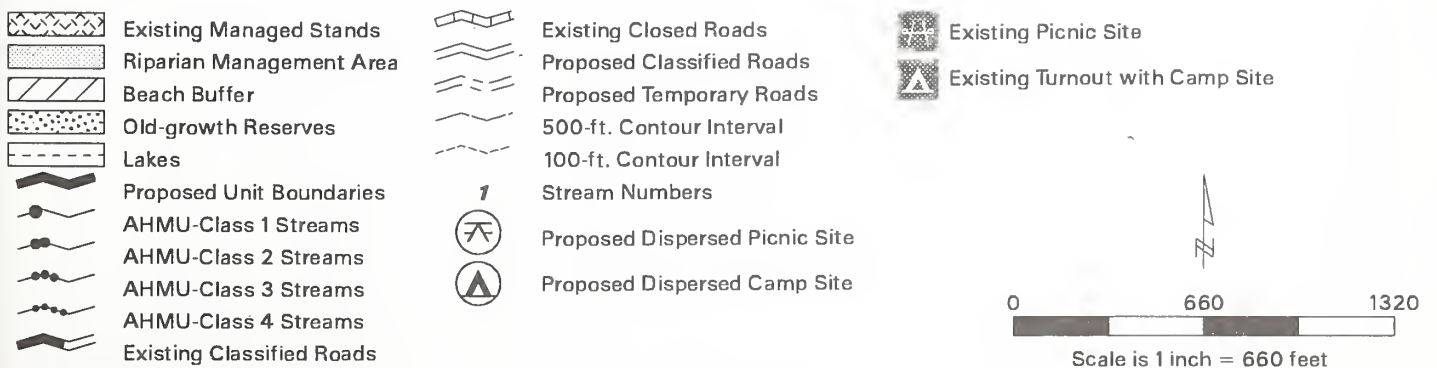 Existing Managed Stands
Riparian Management Area
Beach Buffer
Old-growth Reserves
Lakes
Proposed Unit Boundaries
AHMU-Class 1 Streams
AHMU-Class 2 Streams
AHMU-Class 3 Streams
AHMU-Class 4 Streams
Existing Classified Roads
Existing Closed Roads
Proposed Classified Roads
Proposed Temporary Roads
500-ft. Contour Interval
100-ft. Contour Interval
1 Stream Numbers
Proposed Dispersed Picnic Site
Proposed Dispersed Camp Site
Existing Picnic Site
Existing Turnout with Camp Site
N
0 660 1320
Scale is 1 inch = 660 feet